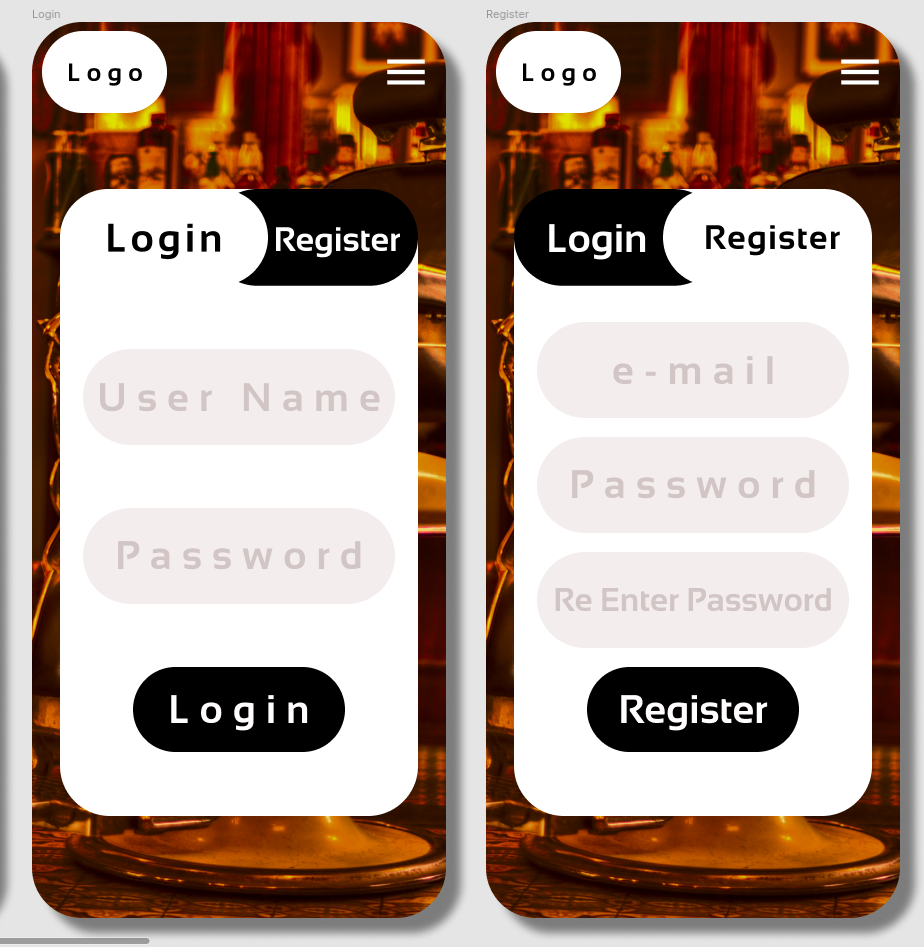 Login
Logo
Login
Register
User Name
Password
Login
Register
Logo
Login
Register
e-mail
Password
Re Enter Password
Register